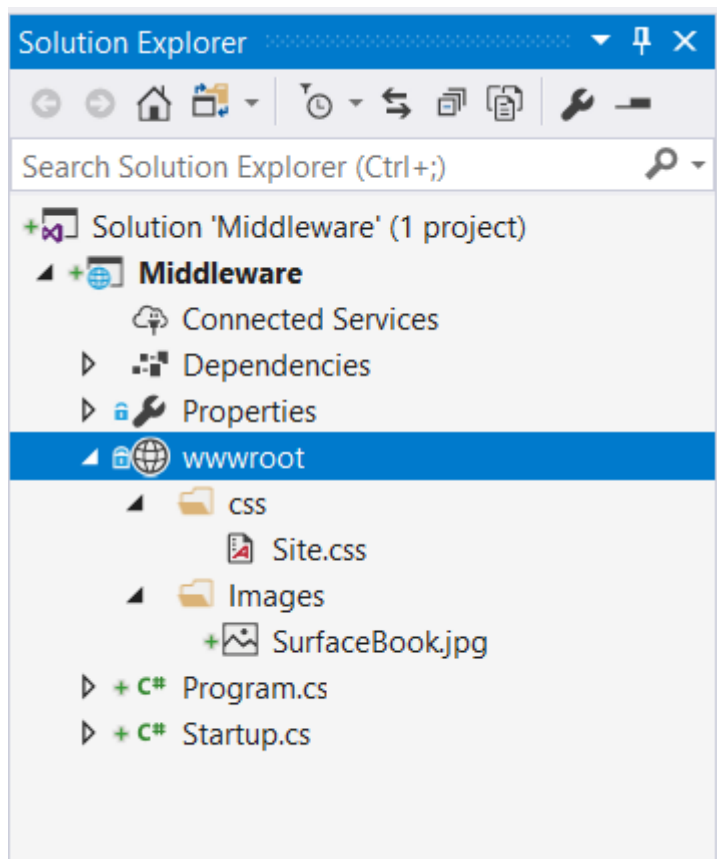 Solution Explorer
Search Solution Explorer (Ctrl+;)
Solution 'Middleware' (1 project)
Middleware
Connected Services
Dependencies
Properties
wwwroot
css
Site.css
Images
SurfaceBook.jpg
C# Program.cs
C# Startup.cs